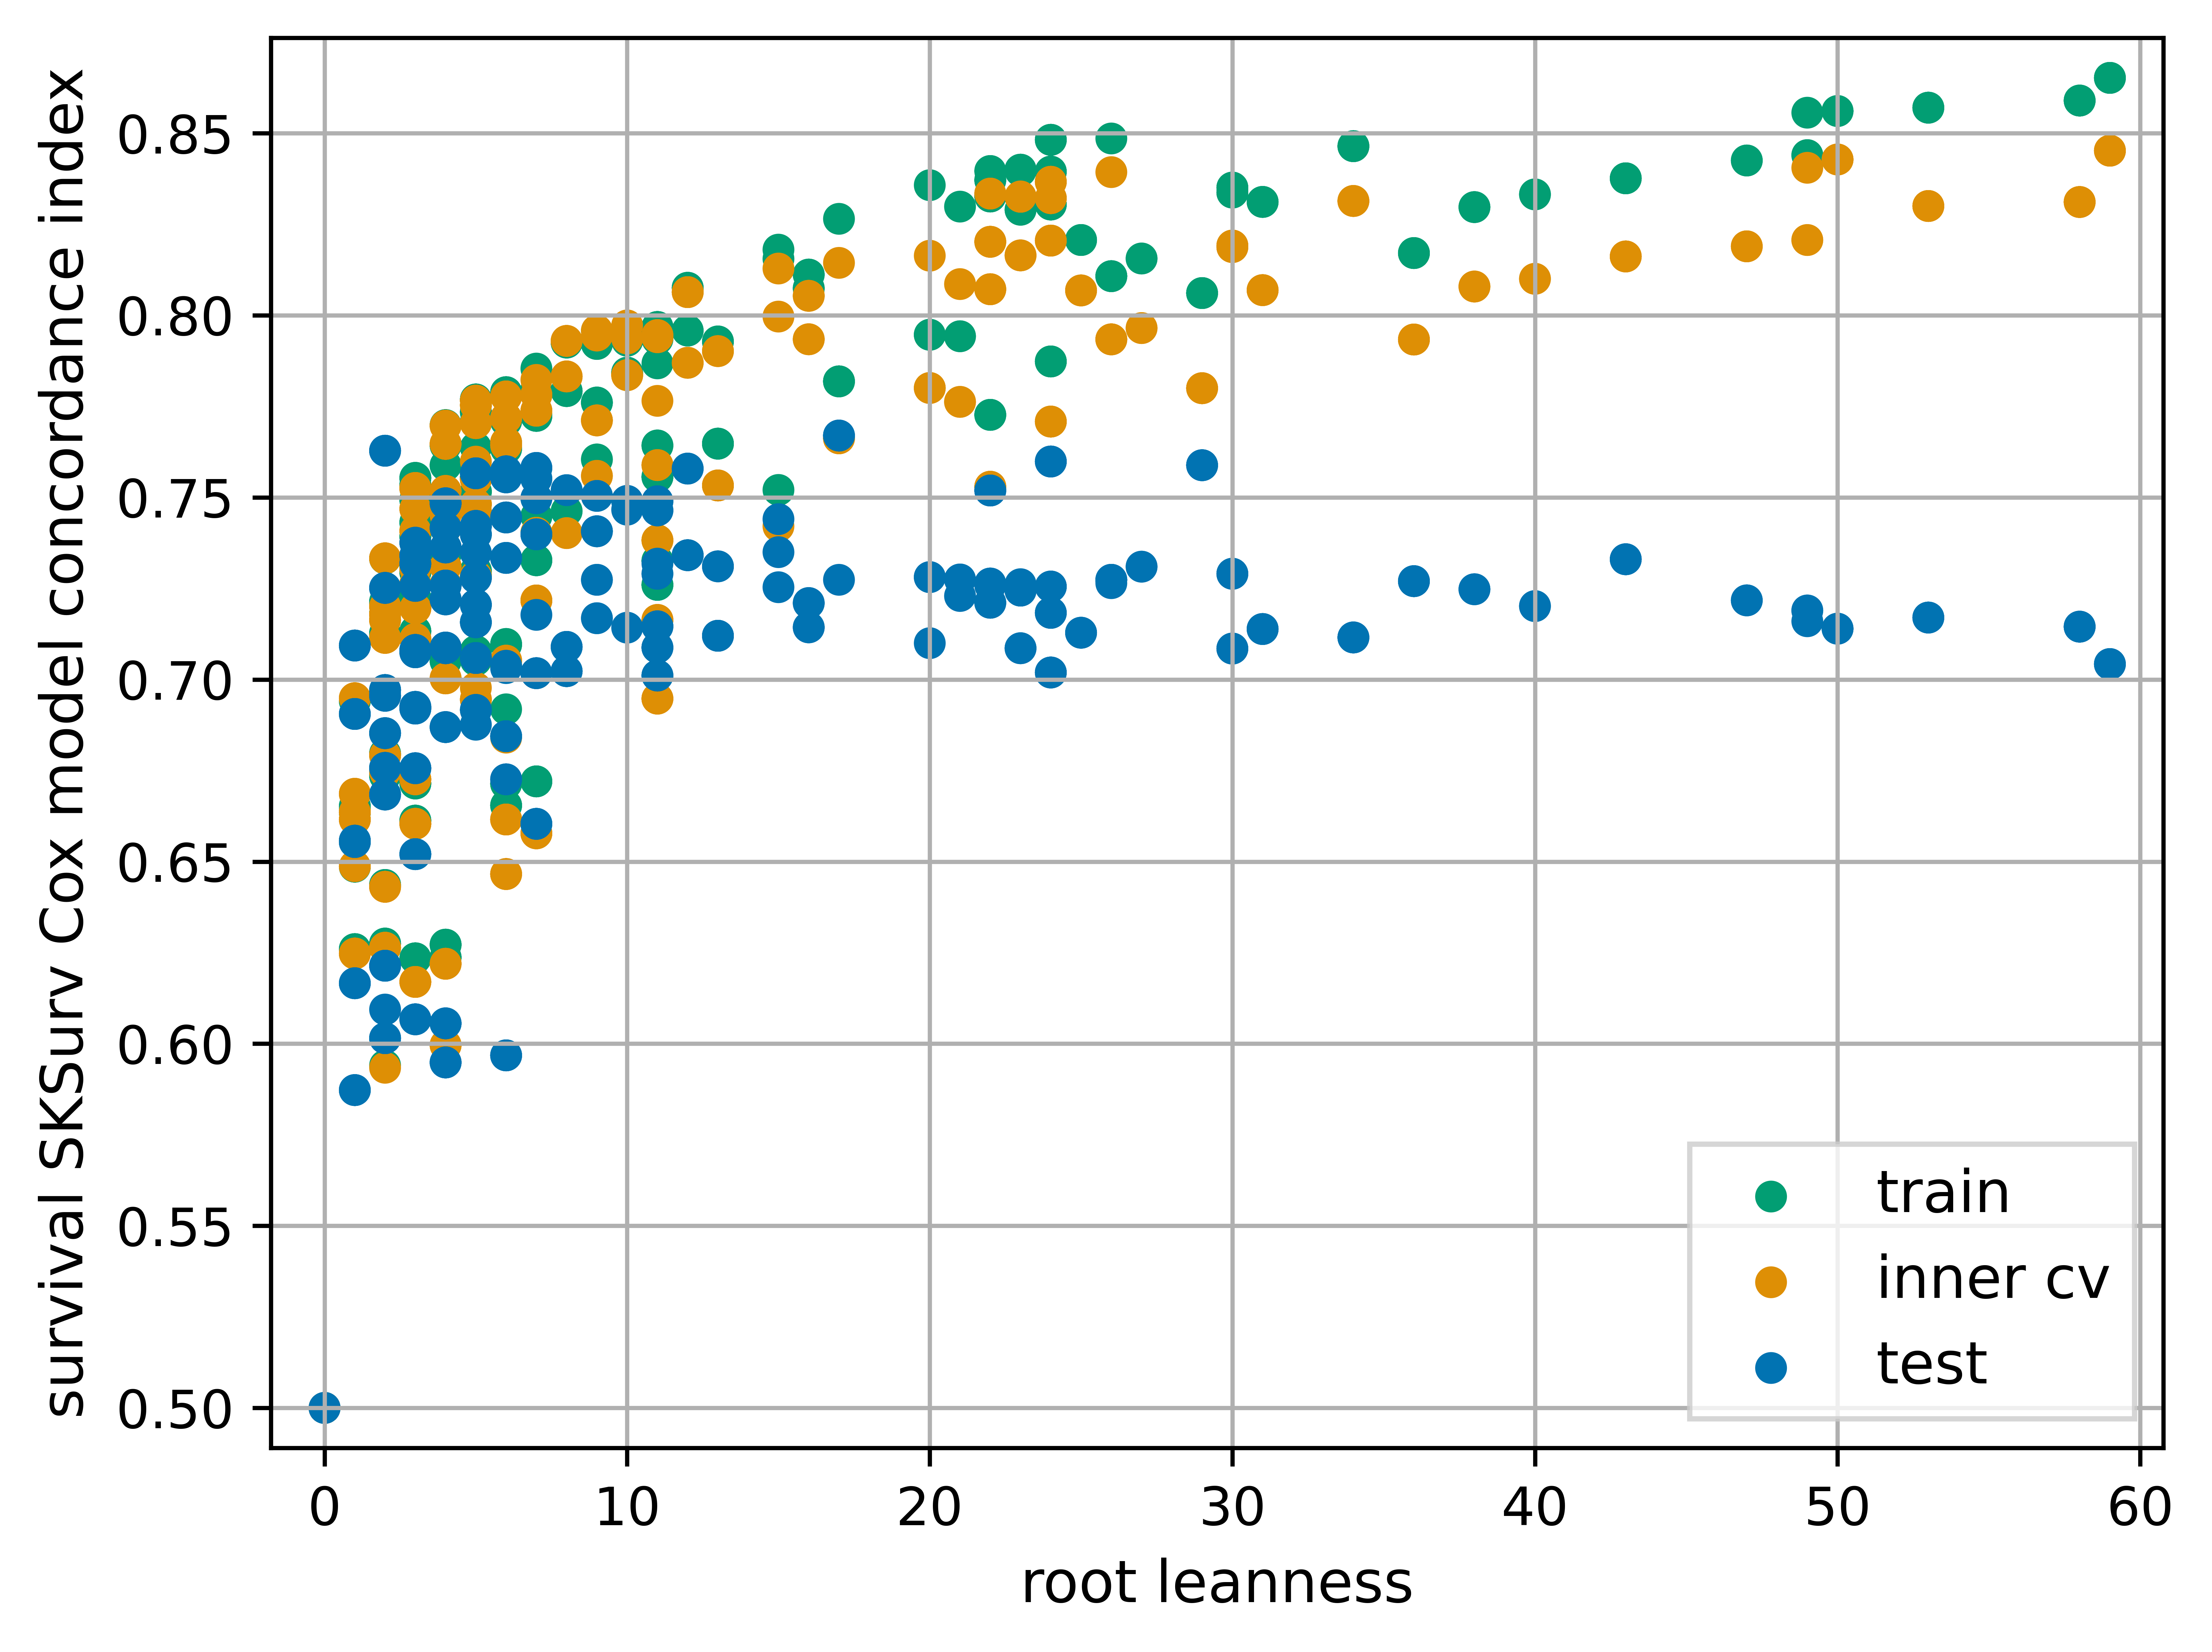 survival SKSurv Cox model concordance index
0.85
0.80
0.75
0.70
0.65
0.60
0.55
0.50
train
inner cv
test
0 10 20 30 40 50 60
root leanness